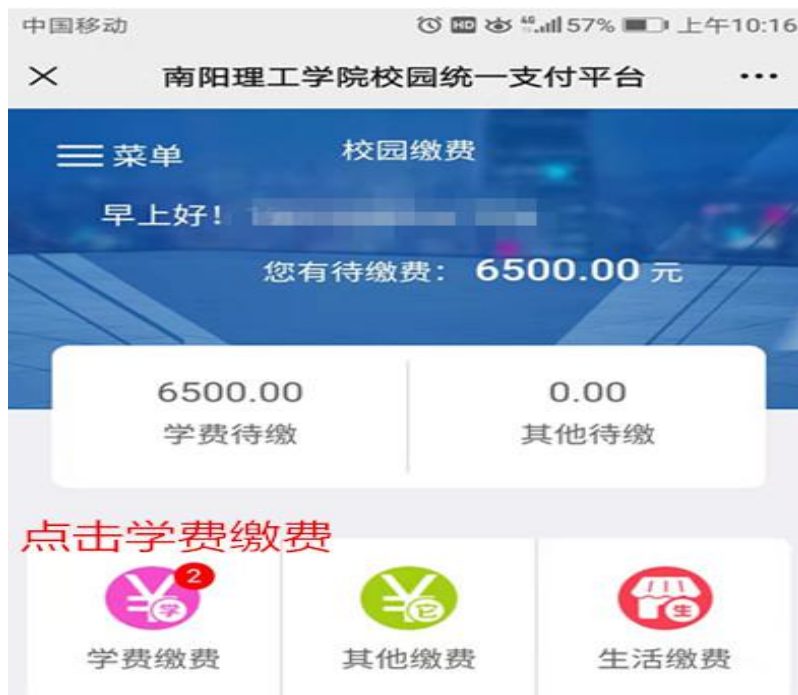 中国移动 HD 4G 57% 上午10:16
南阳理工学院校园统一支付平台
菜单 校园缴费
早上好!
您有待缴费: 6500.00 元
6500.00 0.00
学费待缴 其他待缴
点击学费缴费
2
学 它 生
学费缴费 其他缴费 生活缴费